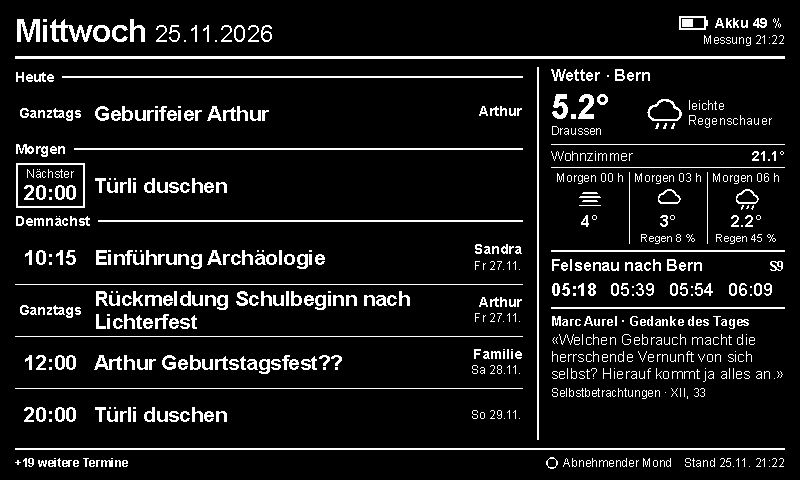 Mittwoch 25.11.2026
Akku 49 %
Messung 21:22
Heute
Ganztags Geburifeier Arthur Arthur
Morgen
Nächster
20:00 Türli duschen
Demnächst
10:15 Einführung Archäologie Sandra
Fr 27.11.
Ganztags Rückmeldung Schulbeginn nach Lichterfest Arthur
Fr 27.11.
12:00 Arthur Geburtstagsfest?? Familie
Sa 28.11.
20:00 Türli duschen So 29.11.
+19 weitere Termine
Wetter · Bern
5.2°
Draussen
leichte
Regenschauer
Wohnzimmer 21.1°
Morgen 00 h Morgen 03 h Morgen 06 h
4° 3° 2.2°
Regen 8 % Regen 45 %
Felsenau nach Bern S9
05:18 05:39 05:54 06:09
Marc Aurel · Gedanke des Tages
«Welchen Gebrauch macht die
herrschende Vernunft von sich
selbst? Hierauf kommt ja alles an.»
Selbstbetrachtungen · XII, 33
Abnehmender Mond Stand 25.11. 21:22